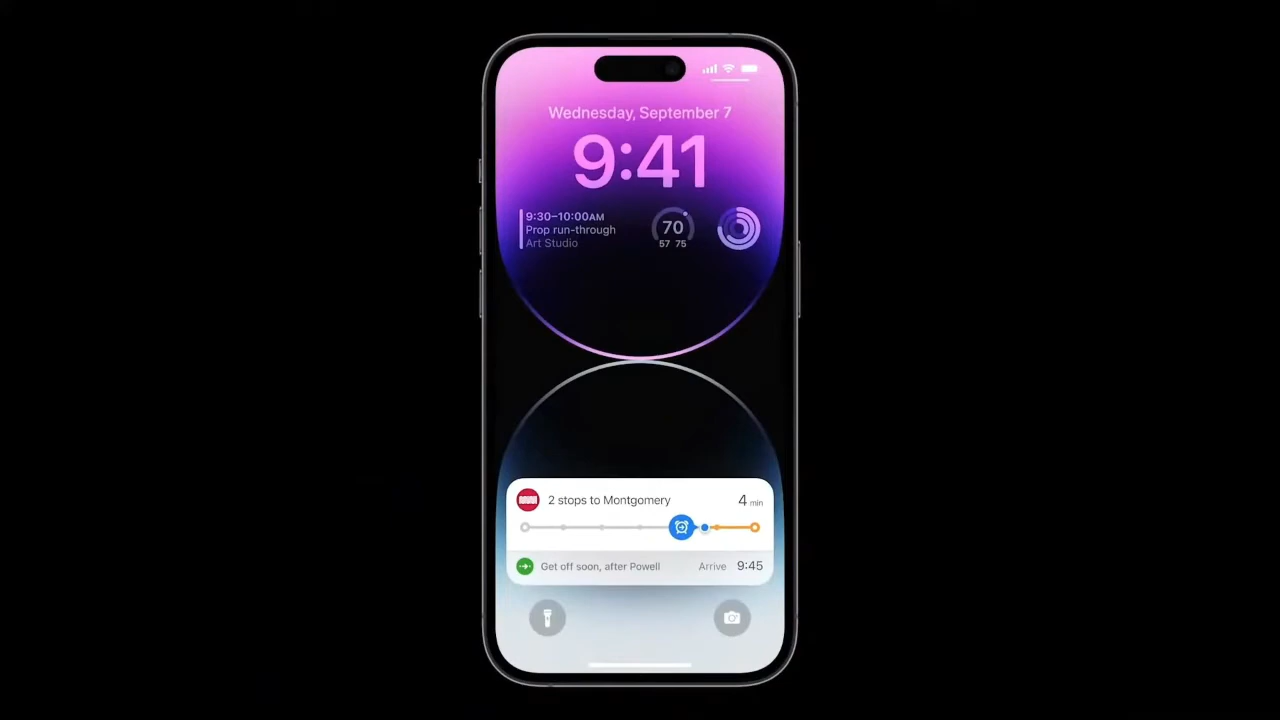 Wednesday, September 7
9:41
9:30–10:00AM
Prop run-through
Art Studio
70
57 75
2 stops to Montgomery
4 min
Get off soon, after Powell
Arrive 9:45